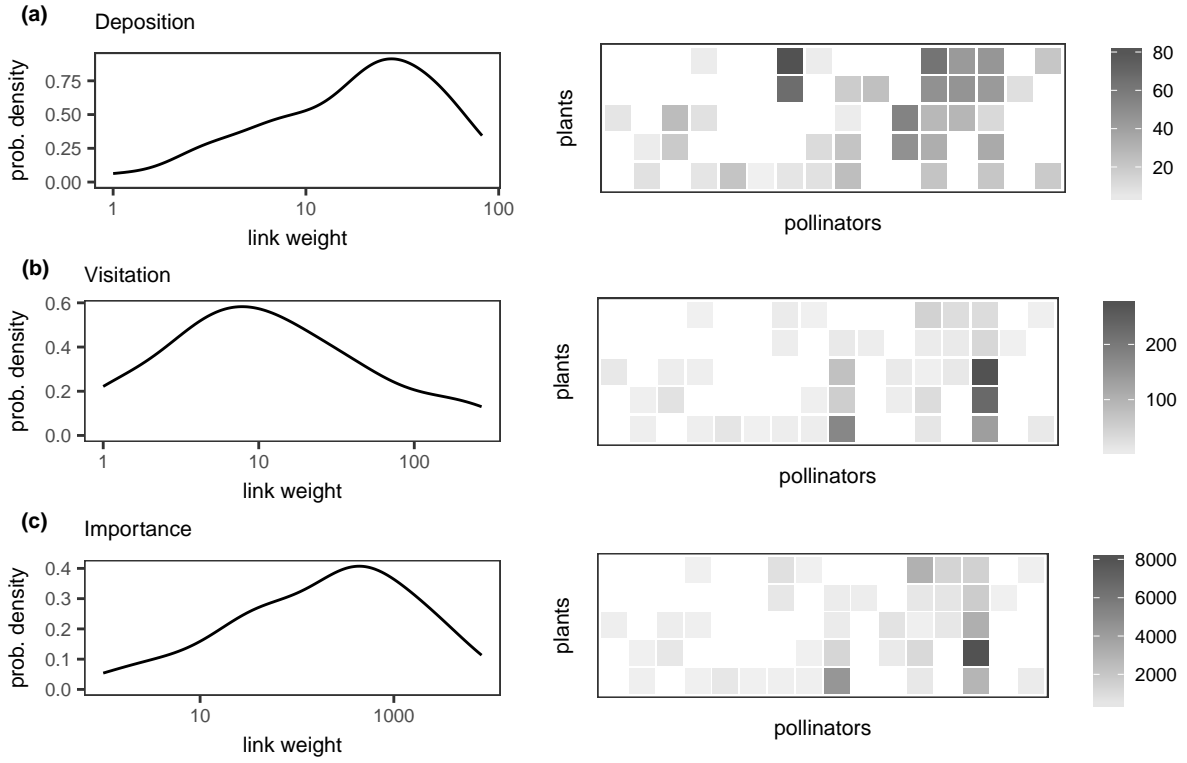 (a)
Deposition
prob. density
0.75
0.50
0.25
0.00
1
10
100
link weight
plants
pollinators
80
60
40
20
(b)
Visitation
prob. density
0.6
0.4
0.2
0.0
1
10
100
link weight
plants
pollinators
200
100
(c)
Importance
prob. density
0.4
0.3
0.2
0.1
0.0
10
1000
link weight
plants
pollinators
8000
6000
4000
2000